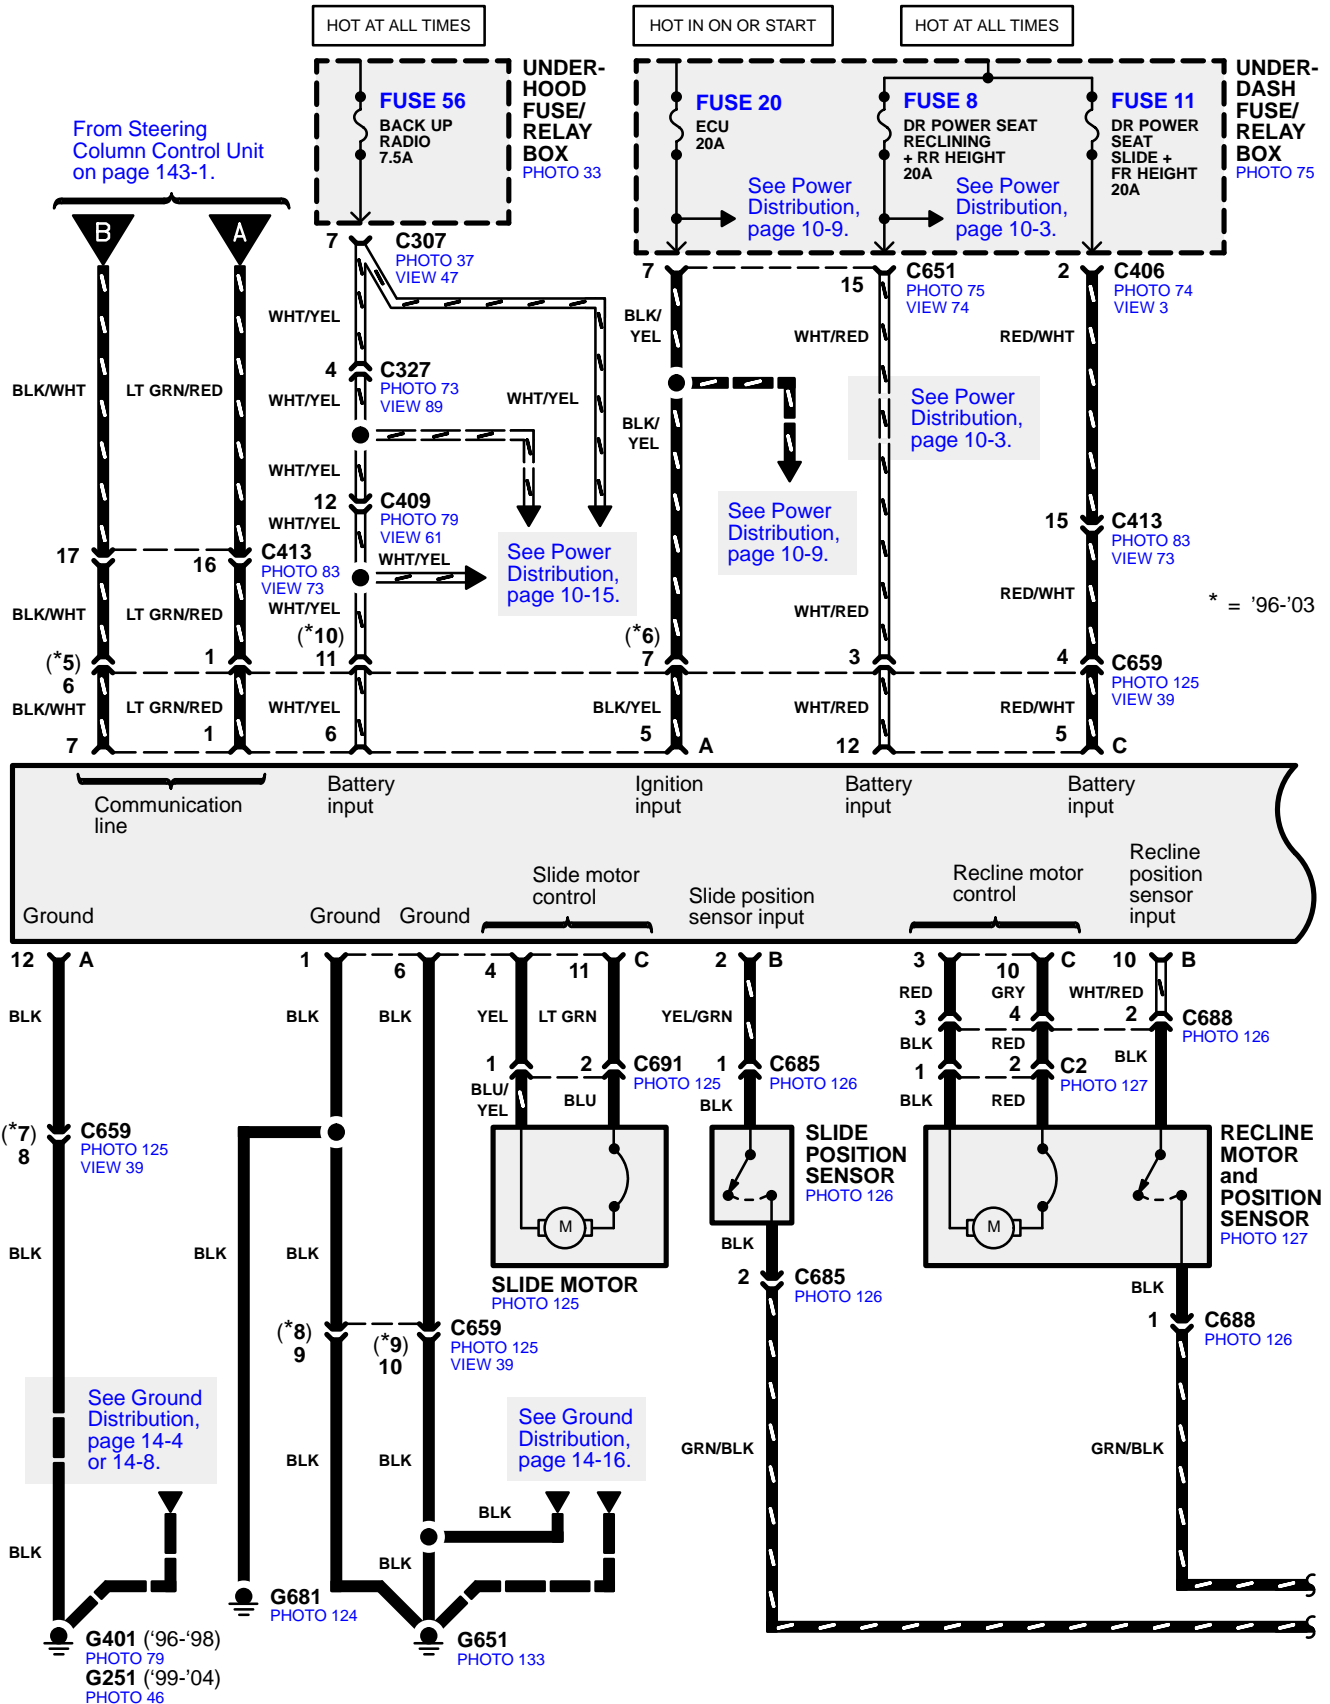 HOT AT ALL TIMES
HOT IN ON OR START
HOT AT ALL TIMES
UNDER-
HOOD
FUSE/
RELAY
BOX
PHOTO 33
FUSE 56
BACK UP
RADIO
7.5A
FUSE 20
ECU
20A
FUSE 8
DR POWER SEAT
RECLINING
+ RR HEIGHT
20A
FUSE 11
DR POWER
SEAT
SLIDE +
FR HEIGHT
20A
UNDER-
DASH
FUSE/
RELAY
BOX
PHOTO 75
From Steering
Column Control Unit
on page 143-1.
See Power
Distribution,
page 10-9.
See Power
Distribution,
page 10-3.
B
A
7
C307
PHOTO 37
VIEW 47
7
15
C651
PHOTO 75
VIEW 74
2
C406
PHOTO 74
VIEW 3
WHT/YEL
BLK/
YEL
WHT/RED
RED/WHT
4
C327
PHOTO 73
VIEW 89
BLK/WHT
LT GRN/RED
WHT/YEL
WHT/YEL
BLK/
YEL
See Power
Distribution,
page 10-3.
WHT/YEL
12
C409
PHOTO 79
VIEW 61
WHT/YEL
See Power
Distribution,
page 10-9.
15
C413
PHOTO 83
VIEW 73
17
16
C413
PHOTO 83
VIEW 73
WHT/YEL
See Power
Distribution,
page 10-15.
BLK/WHT
LT GRN/RED
WHT/YEL
WHT/RED
RED/WHT
* = '96-'03
(*5)
6
1
(*10)
11
(*6)
7
3
4
C659
PHOTO 125
VIEW 39
BLK/WHT
LT GRN/RED
WHT/YEL
BLK/YEL
WHT/RED
RED/WHT
7
1
6
5
A
12
5
C
Communication
line
Battery
input
Ignition
input
Battery
input
Battery
input
Ground
Ground
Ground
Slide motor
control
Slide position
sensor input
Recline motor
control
Recline
position
sensor
input
12
A
1
6
4
11
C
2
B
3
10
C
10
B
BLK
BLK
BLK
YEL
LT GRN
YEL/GRN
RED
GRY
WHT/RED
3
4
2
C688
PHOTO 126
BLK
RED
BLK
1
2
C691
PHOTO 125
1
C685
PHOTO 126
1
2
C2
PHOTO 127
BLU/
YEL
BLU
BLK
BLK
RED
(*7)
8
C659
PHOTO 125
VIEW 39
SLIDE
POSITION
SENSOR
PHOTO 126
RECLINE
MOTOR
and
POSITION
SENSOR
PHOTO 127
M
M
BLK
BLK
BLK
BLK
SLIDE MOTOR
PHOTO 125
2
C685
PHOTO 126
BLK
1
C688
PHOTO 126
(*8)
9
(*9)
10
C659
PHOTO 125
VIEW 39
See Ground
Distribution,
page 14-4
or 14-8.
BLK
BLK
See Ground
Distribution,
page 14-16.
GRN/BLK
GRN/BLK
BLK
BLK
BLK
G681
PHOTO 124
G401 ('96-'98)
PHOTO 79
G251 ('99-'04)
PHOTO 46
G651
PHOTO 133